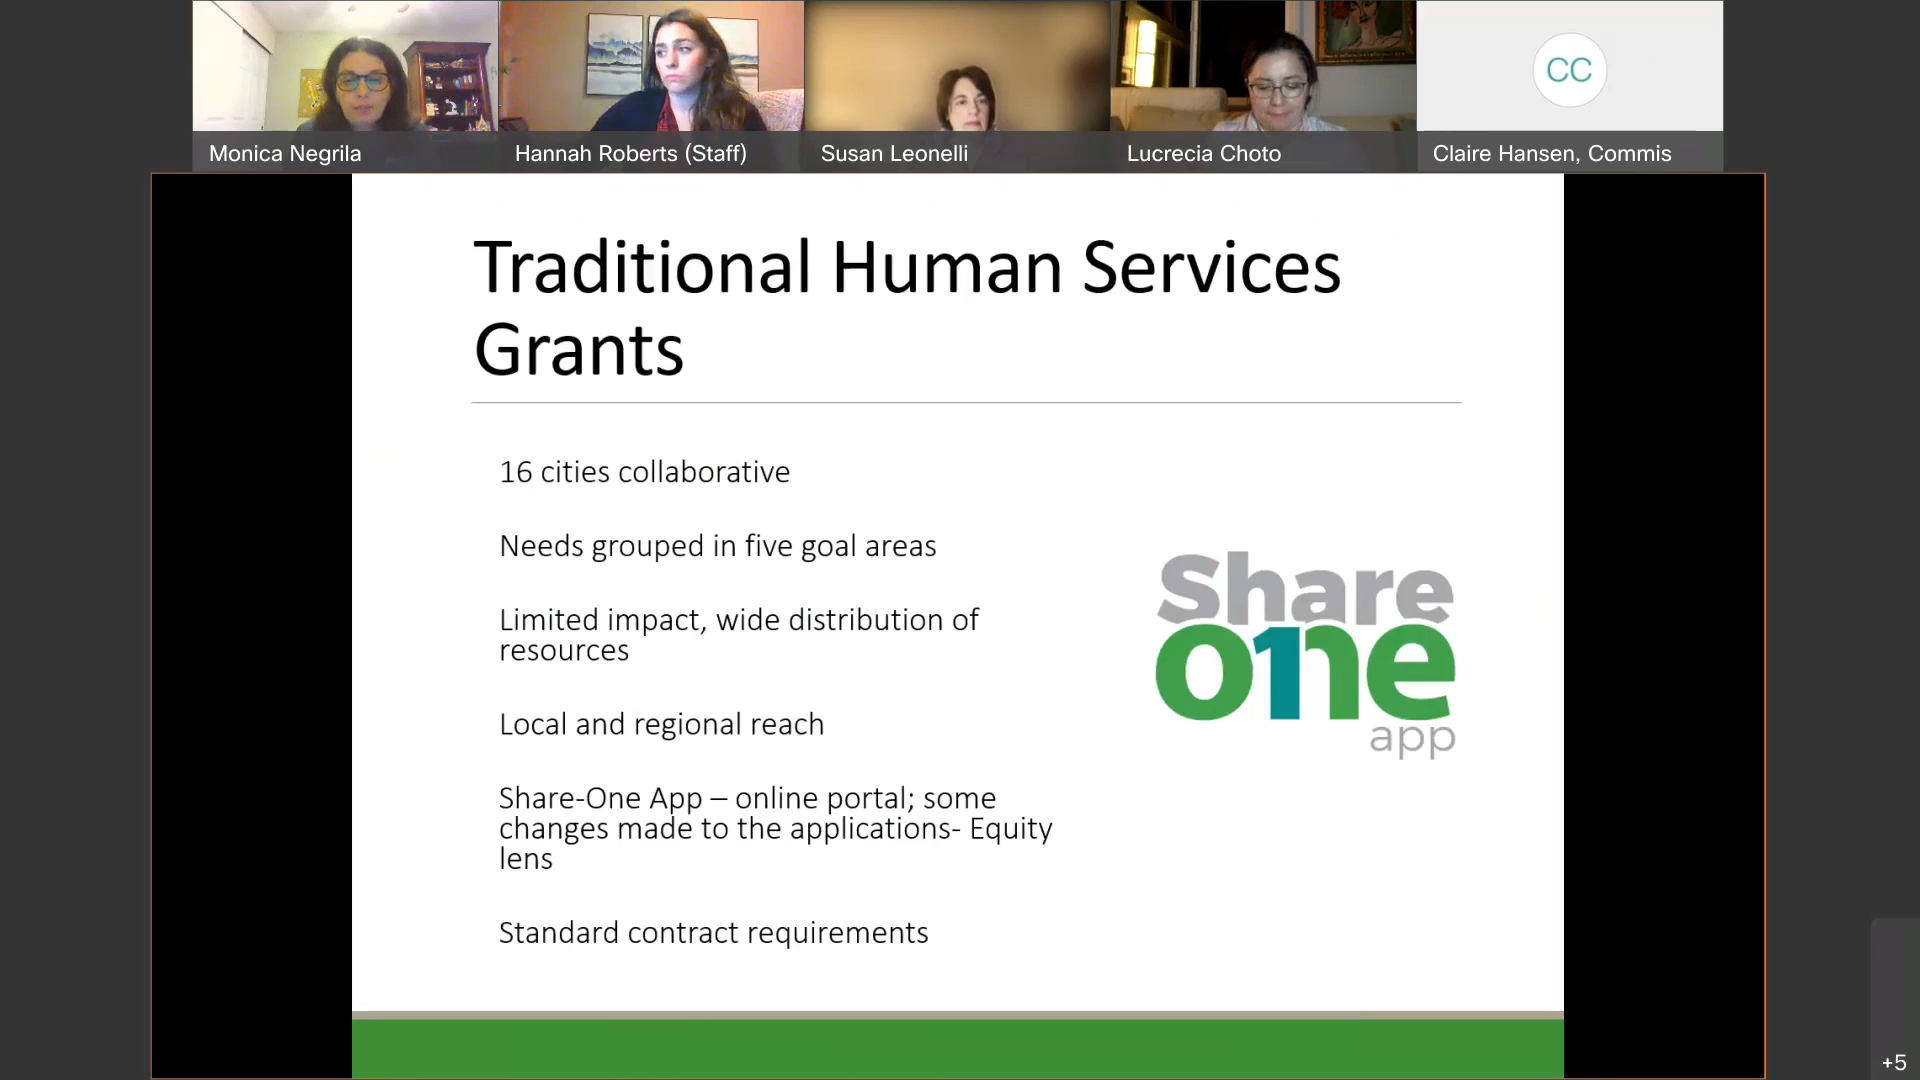 Monica Negrila
Hannah Roberts (Staff)
Susan Leonelli
Lucrecia Choto
CC
Claire Hansen, Commis
Traditional Human Services
Grants
16 cities collaborative
Needs grouped in five goal areas
Limited impact, wide distribution of
resources
Local and regional reach
Share-One App – online portal; some
changes made to the applications- Equity
lens
Standard contract requirements
Share
one
app
+5